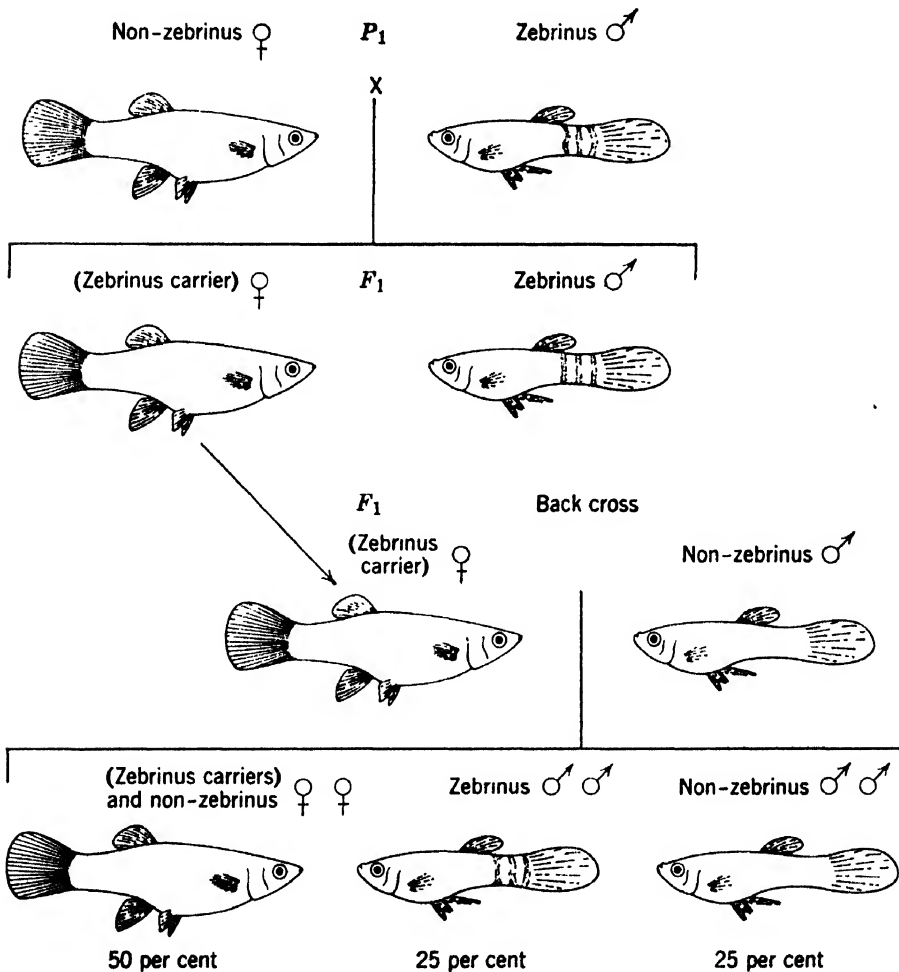 Non-zebrinus ♀ P1 Zebrinus ♂
X
(Zebrinus carrier) ♀ F1 Zebrinus ♂
F1 Back cross
(Zebrinus
carrier) ♀ Non-zebrinus ♂
(Zebrinus carriers)
and non-zebrinus ♀ ♀ Zebrinus ♂ ♂ Non-zebrinus ♂ ♂
50 per cent 25 per cent 25 per cent